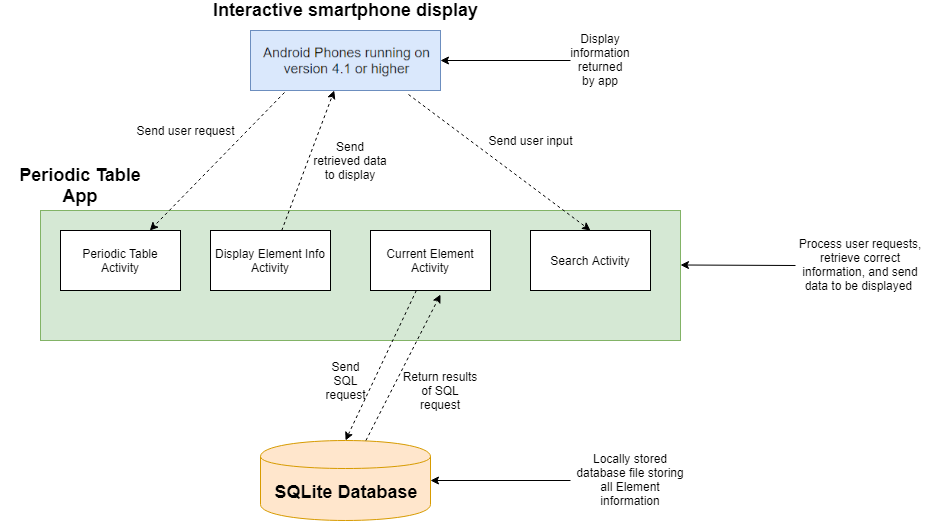 Interactive smartphone display
Android Phones running on
version 4.1 or higher
Display
information
returned
by app
Send user request
Send
retrieved data
to display
Send user input
Periodic Table
App
Periodic Table
Activity
Display Element Info
Activity
Current Element
Activity
Search Activity
Process user requests,
retrieve correct
information, and send
data to be displayed
Send
SQL
request
Return results
of SQL
request
SQLite Database
Locally stored
database file storing
all Element
information